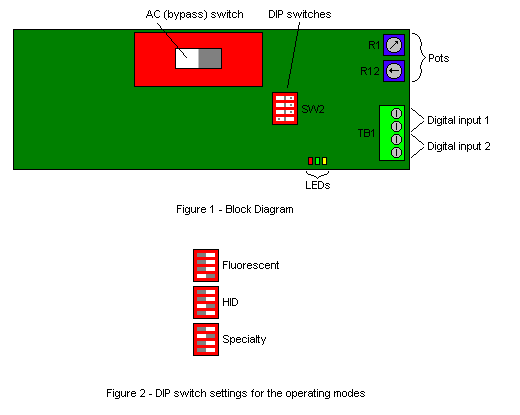 AC (bypass) switch
DIP switches
R1
R12
Pots
SW2
TB1
Digital input 1
Digital input 2
LEDs
Figure 1 - Block Diagram
Fluorescent
HID
Specialty
Figure 2 - DIP switch settings for the operating modes